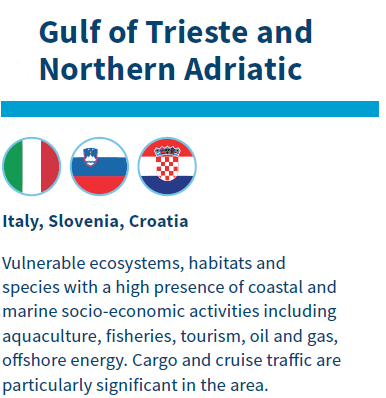 Gulf of Trieste and
Northern Adriatic
Italy, Slovenia, Croatia
Vulnerable ecosystems, habitats and
species with a high presence of coastal and
marine socio-economic activities including
aquaculture, fisheries, tourism, oil and gas,
offshore energy. Cargo and cruise traffic are
particularly significant in the area.